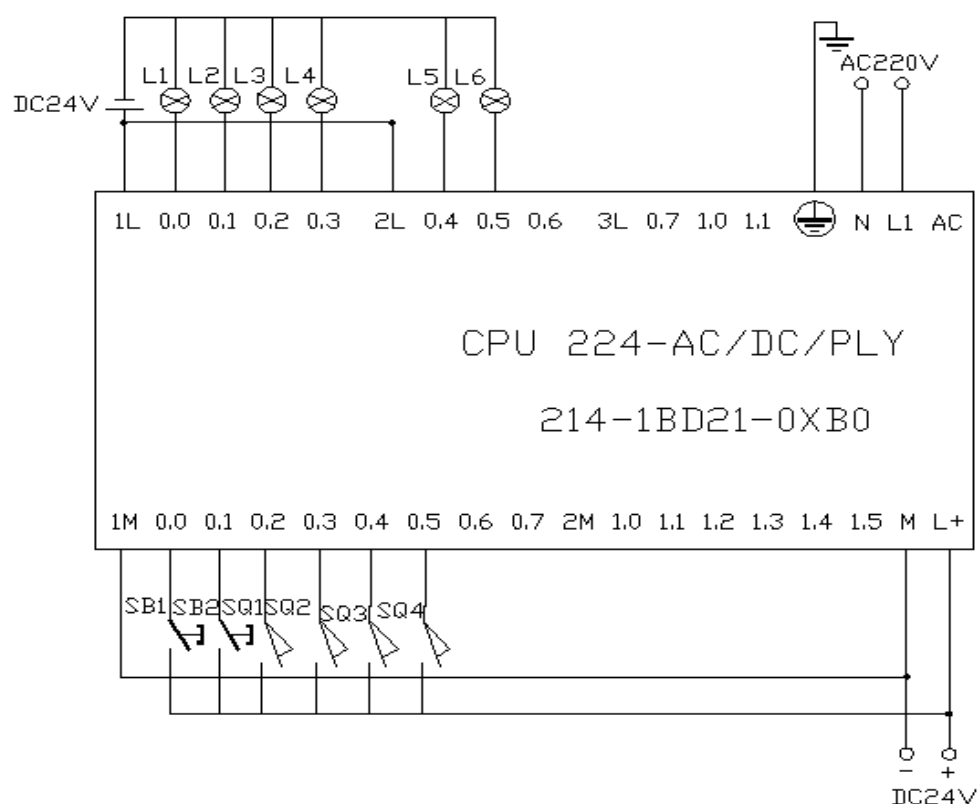 L1 L2 L3 L4 L5 L6 AC220V
DC24V
1L 0.0 0.1 0.2 0.3 2L 0.4 0.5 0.6 3L 0.7 1.0 1.1 N L1 AC
CPU 224-AC/DC/PLY
214-1BD21-0XB0
1M 0.0 0.1 0.2 0.3 0.4 0.5 0.6 0.7 2M 1.0 1.1 1.2 1.3 1.4 1.5 M L+
SB1 SB2 SQ1 SQ2 SQ3 SQ4
- +
DC24V